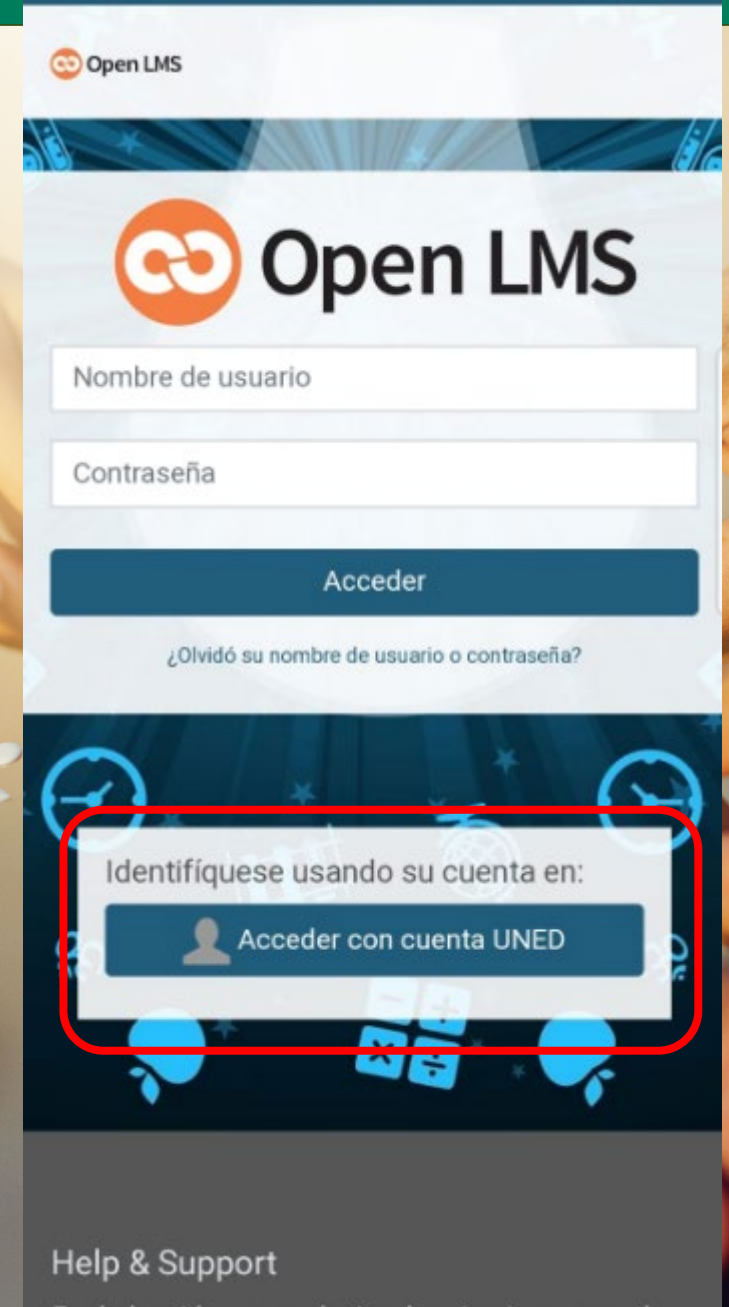 Open LMS
Open LMS
Nombre de usuario
Contraseña
Acceder
¿Olvidó su nombre de usuario o contraseña?
Identifíquese usando su cuenta en:
Acceder con cuenta UNED
Help & Support